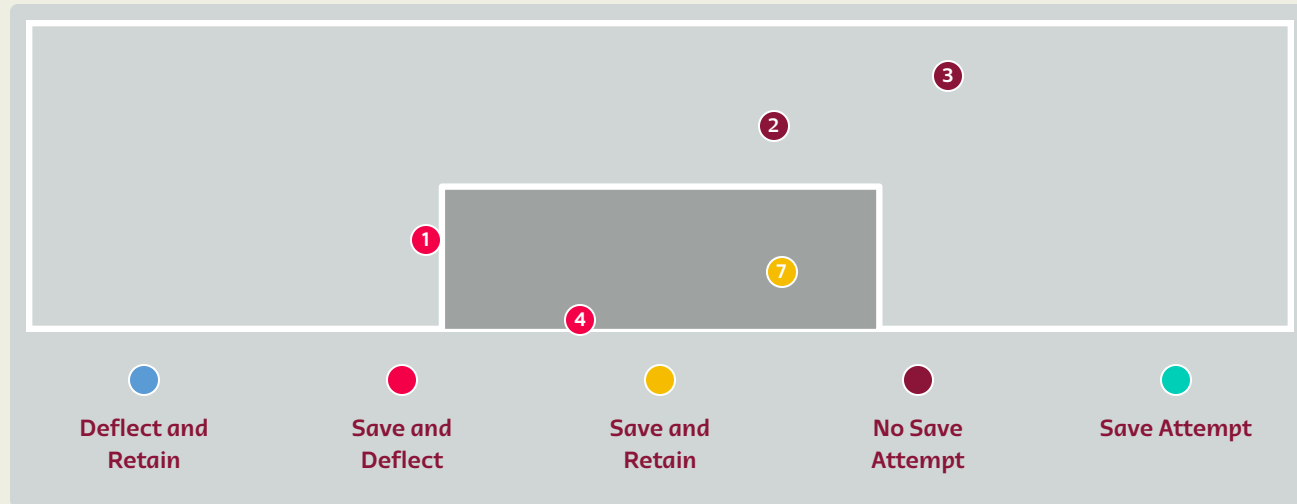 3
2
1
7
4
Deflect and
Retain
Save and
Deflect
Save and
Retain
No Save
Attempt
Save Attempt